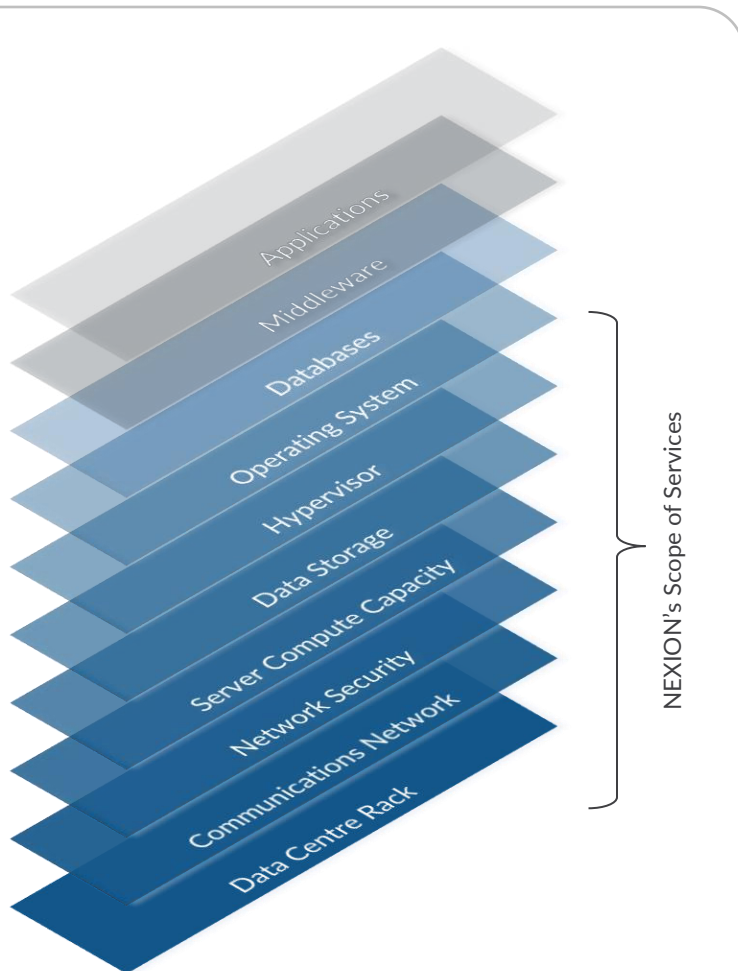 Applications
Middleware
Databases
Operating System
Hypervisor
Data Storage
Server Compute Capacity
Network Security
Communications Network
Data Centre Rack
NEXION's Scope of Services